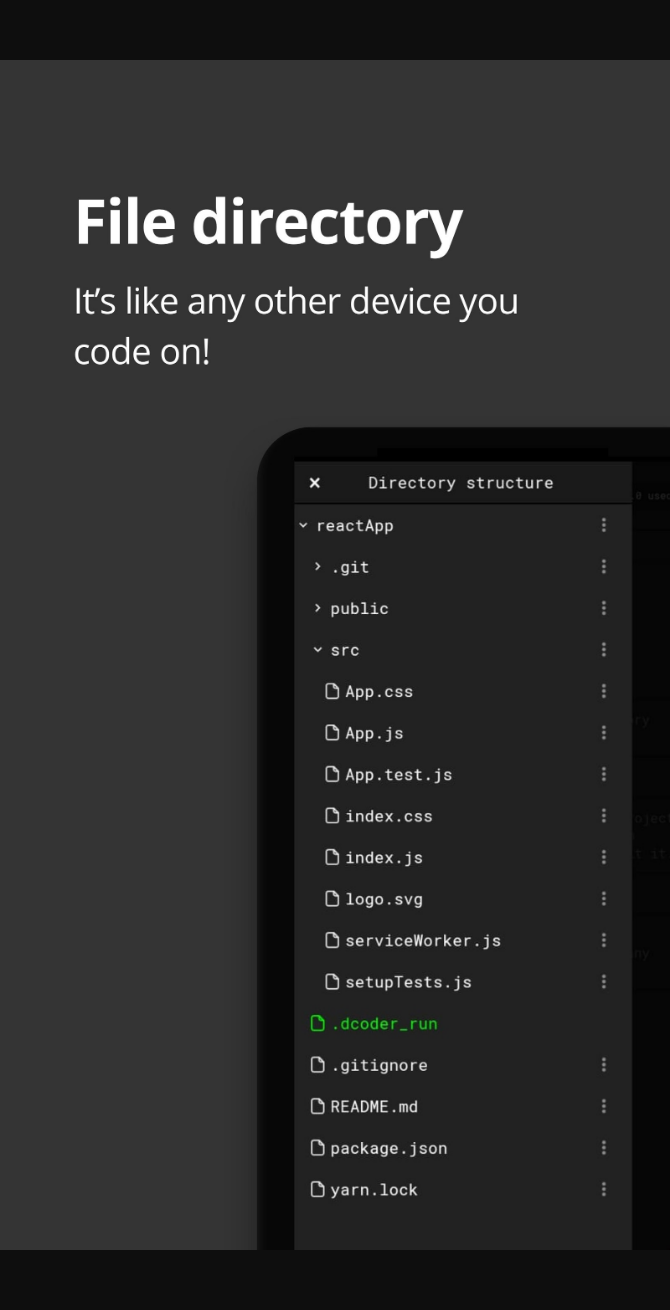 File directory
It’s like any other device you
code on!
Directory structure
reactApp
.git
public
src
App.css
App.js
App.test.js
index.css
index.js
logo.svg
serviceWorker.js
setupTests.js
.dcoder_run
.gitignore
README.md
package.json
yarn.lock